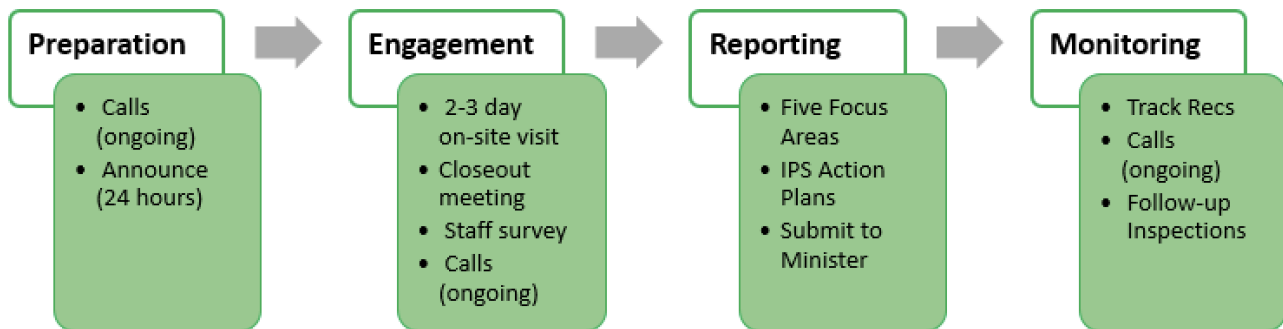 Preparation
• Calls
(ongoing)
• Announce
(24 hours)
Engagement
• 2-3 day
on-site visit
• Closeout
meeting
• Staff survey
• Calls
(ongoing)
Reporting
• Five Focus
Areas
• IPS Action
Plans
• Submit to
Minister
Monitoring
• Track Recs
• Calls
(ongoing)
• Follow-up
Inspections